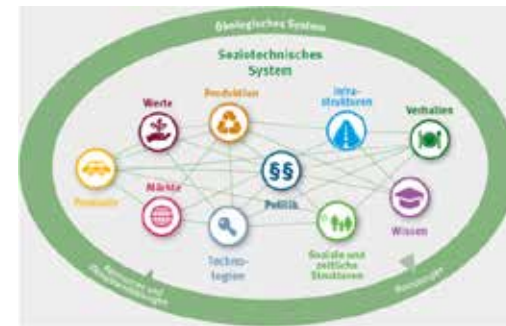 Ökologisches System
Soziotechnisches
System
Werte
Produktion
Infra-
strukturen
Verhalten
Produkte
Märkte
§§
Politik
Wissen
Techno-
logien
Soziale und
zeitliche
Strukturen
Ressourcen und